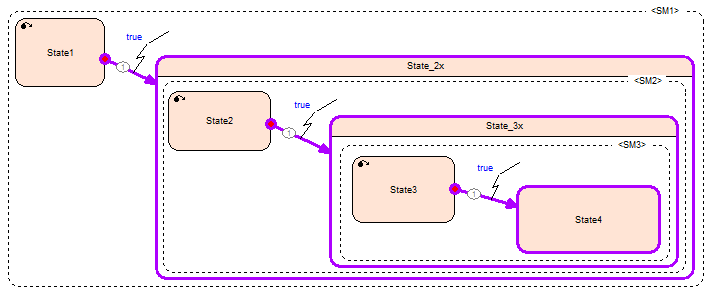 <SM1>
State1
true
1
State_2x
<SM2>
State2
true
1
State_3x
<SM3>
State3
true
1
State4